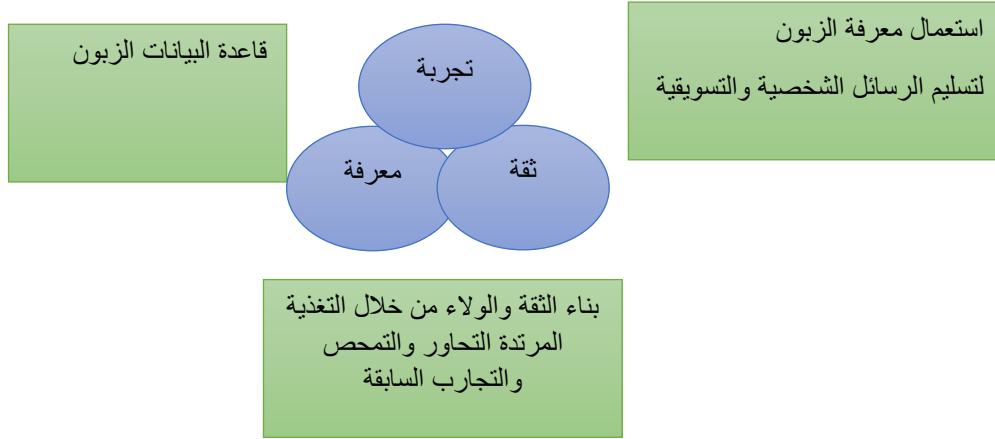 استعمال معرفة الزبون
لتسليم الرسائل الشخصية والتسويقية
قاعدة البيانات الزبون
تجربة
ثقة
معرفة
بناء الثقة والولاء من خلال التغذية
المرتدة التحاور والتمحص
والتجارب السابقة